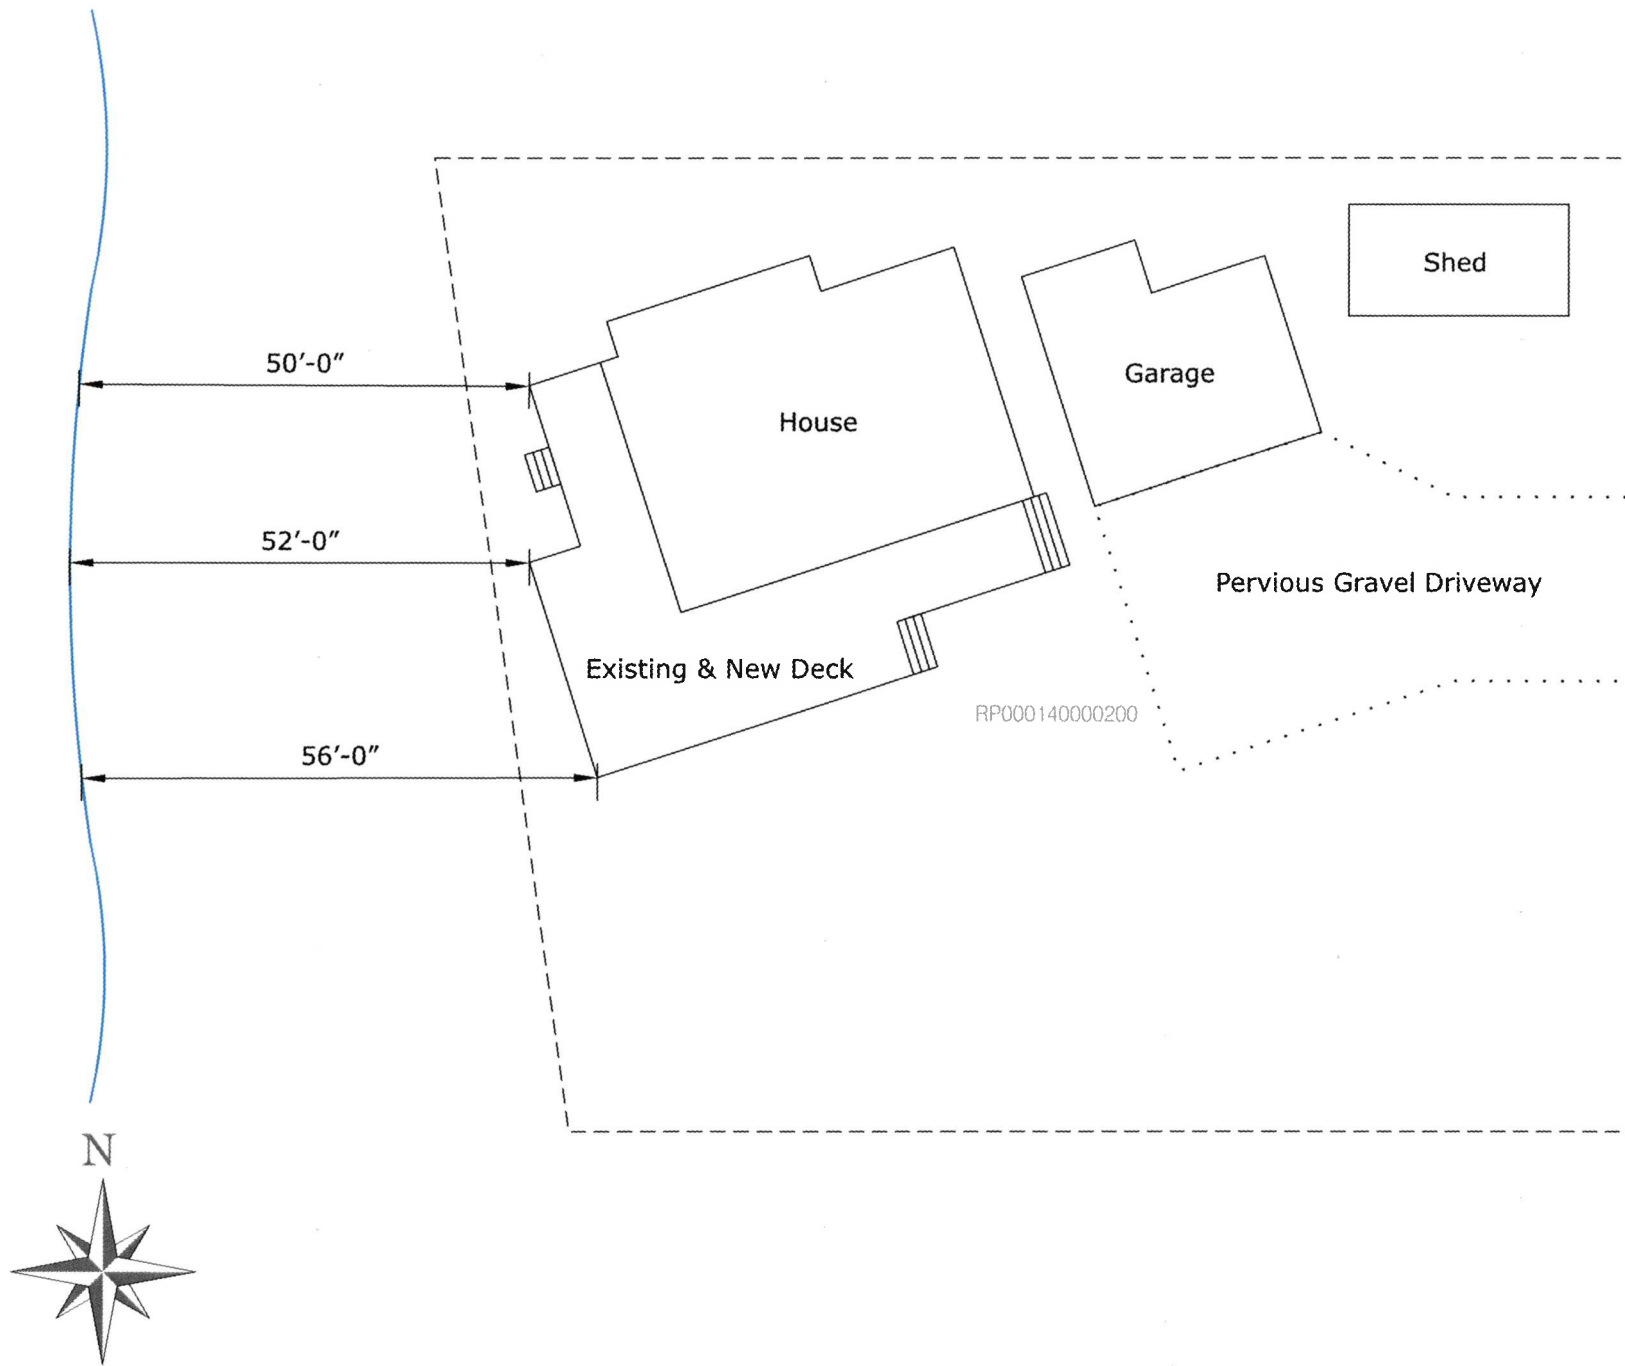 Shed
50′-0″
Garage
House
52′-0″
Pervious Gravel Driveway
Existing & New Deck
RP000140000200
56′-0″
N